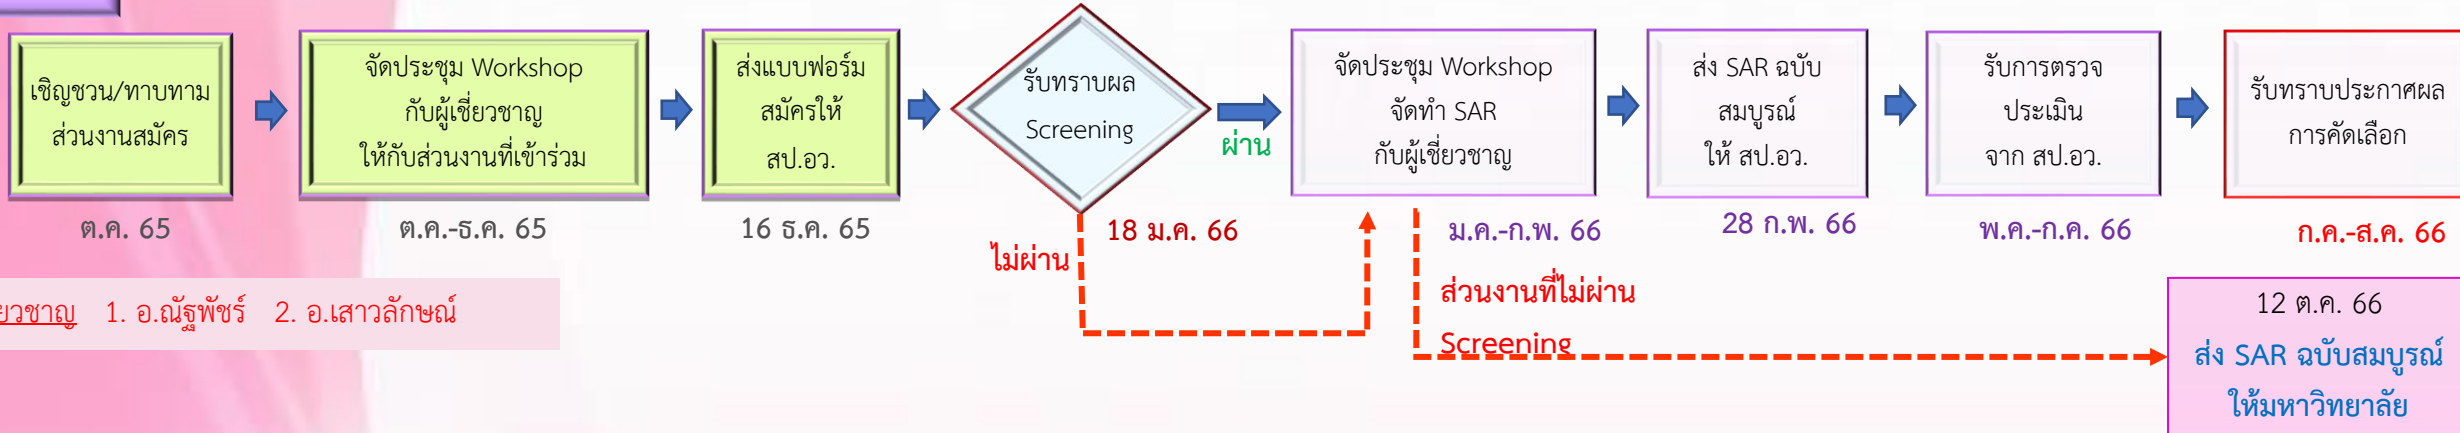 เชิญชวน/ทาบทาม
ส่วนงานสมัคร
ต.ค. 65
จัดประชุม Workshop
กับผู้เชี่ยวชาญ
ให้กับส่วนงานที่เข้าร่วม
ต.ค.-ธ.ค. 65
ส่งแบบฟอร์ม
สมัครให้
สป.อว.
16 ธ.ค. 65
รับทราบผล
Screening
18 ม.ค. 66
ผ่าน
ไม่ผ่าน
จัดประชุม Workshop
จัดทำ SAR
กับผู้เชี่ยวชาญ
ม.ค.-ก.พ. 66
ส่วนงานที่ไม่ผ่าน
Screening
ส่ง SAR ฉบับ
สมบูรณ์
ให้ สป.อว.
28 ก.พ. 66
รับการตรวจ
ประเมิน
จาก สป.อว.
พ.ค.-ก.ค. 66
รับทราบประกาศผล
การคัดเลือก
ก.ค.-ส.ค. 66
12 ต.ค. 66
ส่ง SAR ฉบับสมบูรณ์
ให้มหาวิทยาลัย
ยวชาญ 1. อ.ณัฐพัชร์ 2. อ.เสาวลักษณ์